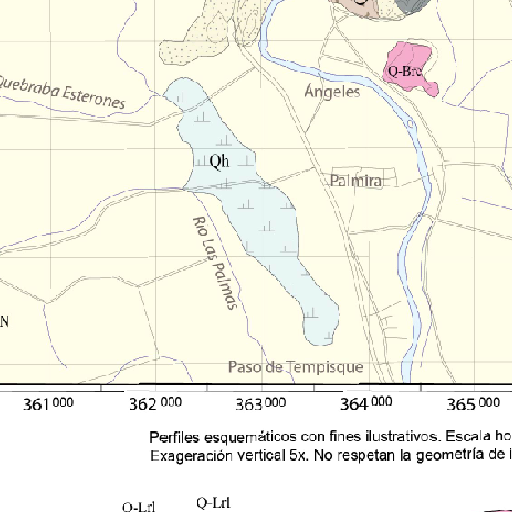 Q-Brc
Quebraba Esterones
Ángeles
Qh
Palmira
Río Las Palmas
N
Paso de Tempisque
361 000 362 000 363 000 364 000 365 000
Perfiles esquemáticos con fines ilustrativos. Escala ho
Exageración vertical 5x. No respetan la geometría de i
Q-Lrl Q-Lrl